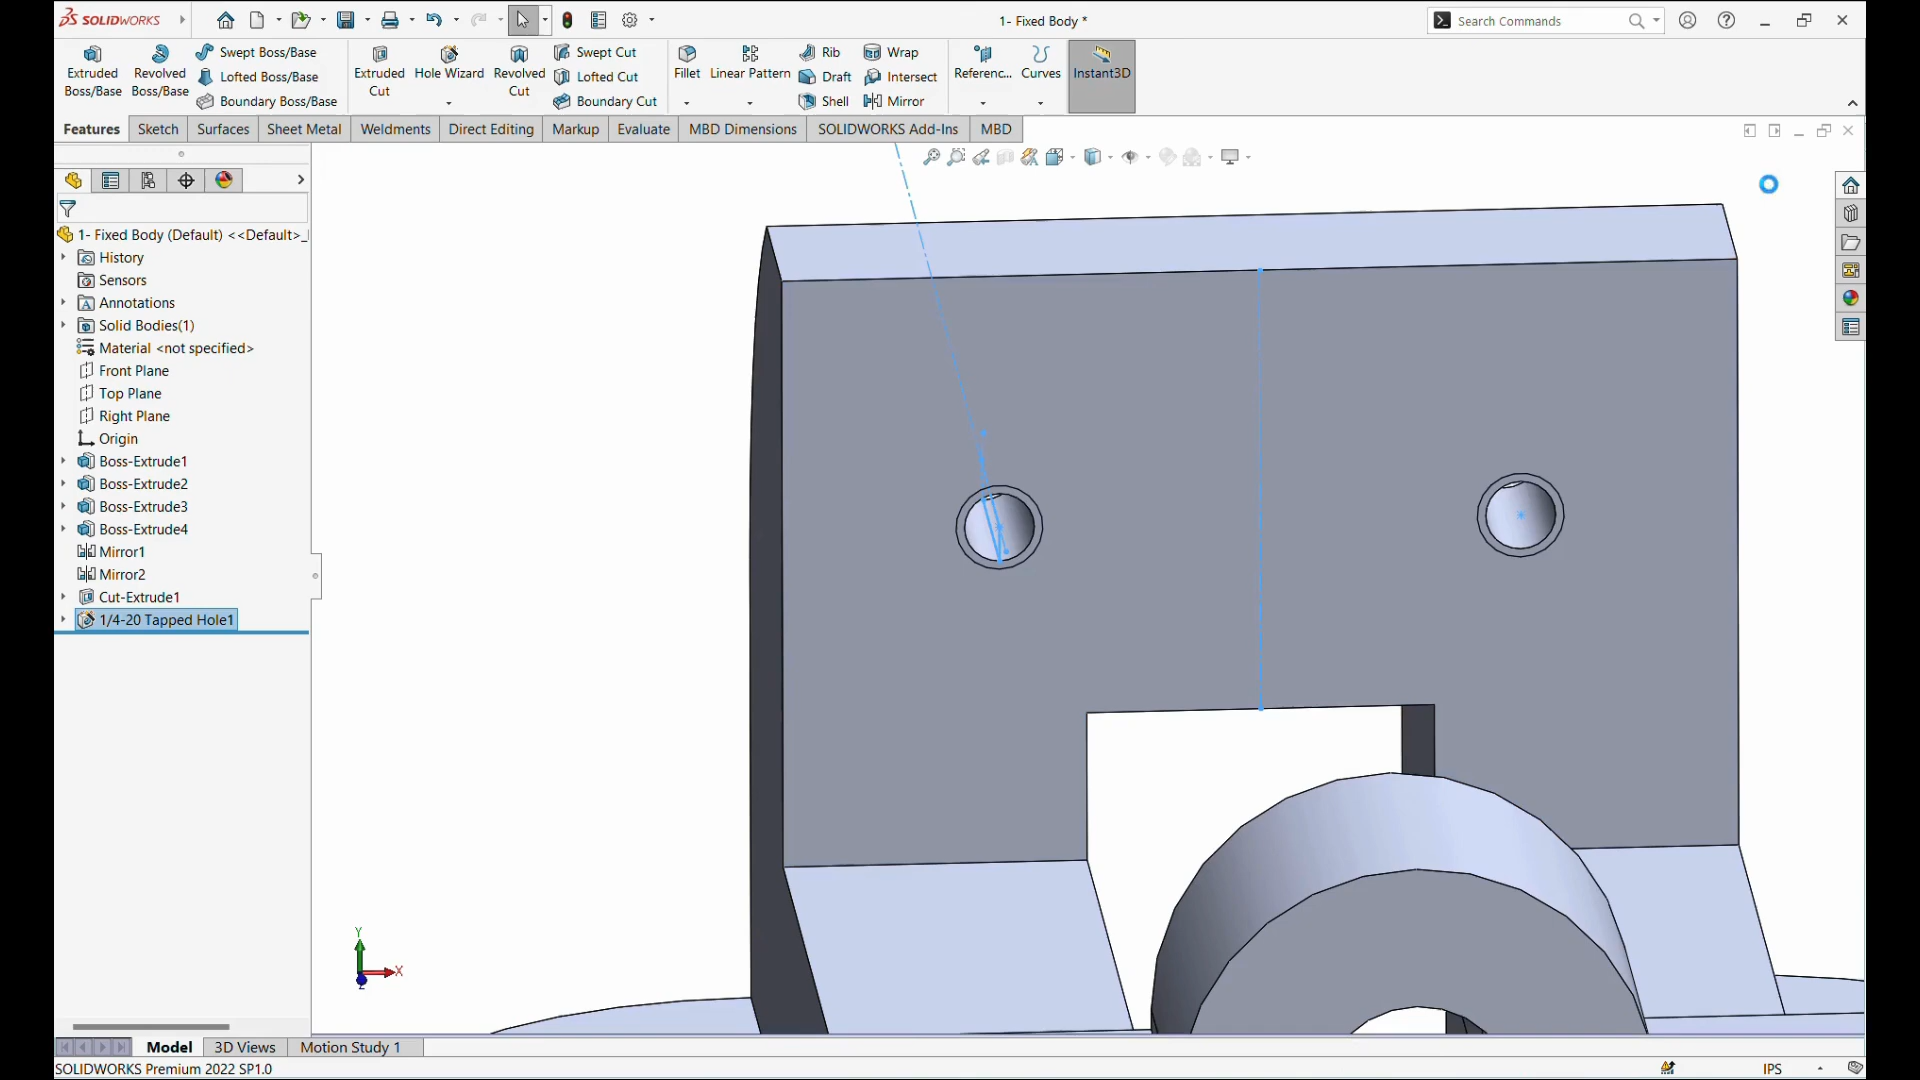 SOLIDWORKS
1- Fixed Body *
Search Commands
Extruded Boss/Base
Revolved Boss/Base
Swept Boss/Base
Lofted Boss/Base
Boundary Boss/Base
Extruded Cut
Hole Wizard
Revolved Cut
Swept Cut
Lofted Cut
Boundary Cut
Fillet
Linear Pattern
Rib
Draft
Shell
Wrap
Intersect
Mirror
Referenc...
Curves
Instant3D
Features
Sketch
Surfaces
Sheet Metal
Weldments
Direct Editing
Markup
Evaluate
MBD Dimensions
SOLIDWORKS Add-Ins
MBD
1- Fixed Body (Default) <<Default>_
History
Sensors
Annotations
Solid Bodies(1)
Material <not specified>
Front Plane
Top Plane
Right Plane
Origin
Boss-Extrude1
Boss-Extrude2
Boss-Extrude3
Boss-Extrude4
Mirror1
Mirror2
Cut-Extrude1
1/4-20 Tapped Hole1
Y
X
Z
Model
3D Views
Motion Study 1
SOLIDWORKS Premium 2022 SP1.0
IPS